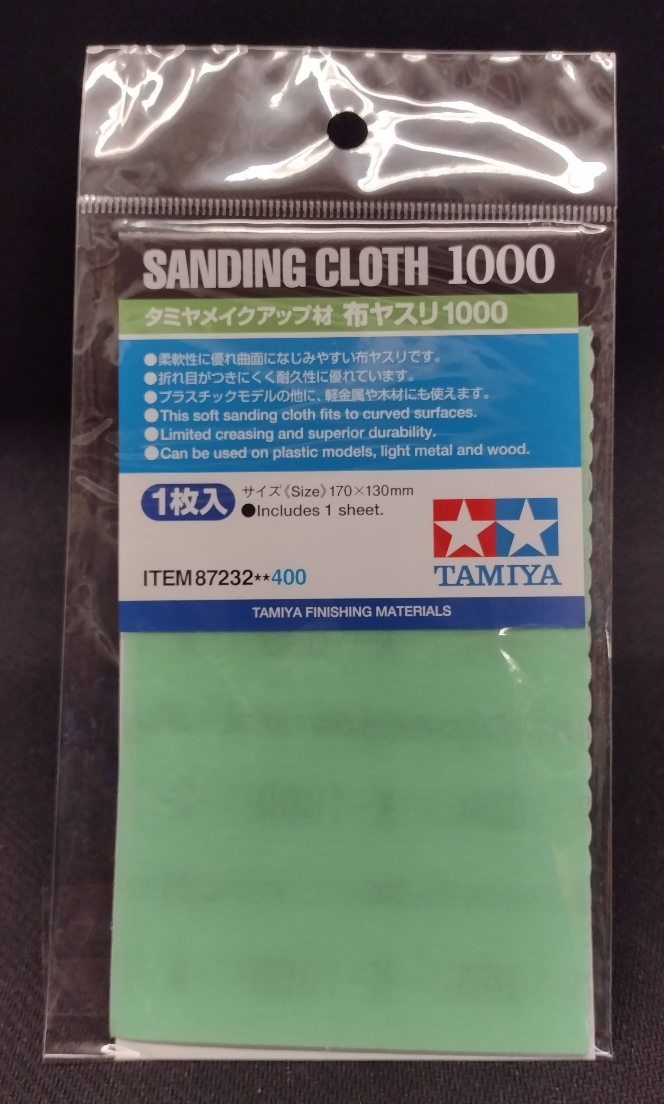 SANDING CLOTH 1000
タミヤメイクアップ材 布ヤスリ1000
●柔軟性に優れ曲面になじみやすい布ヤスリです。
●折れ目がつきにくく耐久性に優れています。
●プラスチックモデルの他に、軽金属や木材にも使えます。
●This soft sanding cloth fits to curved surfaces.
●Limited creasing and superior durability.
●Can be used on plastic models, light metal and wood.
1枚入
サイズ《Size》170×130mm
●Includes 1 sheet.
ITEM87232**400
TAMIYA
TAMIYA FINISHING MATERIALS